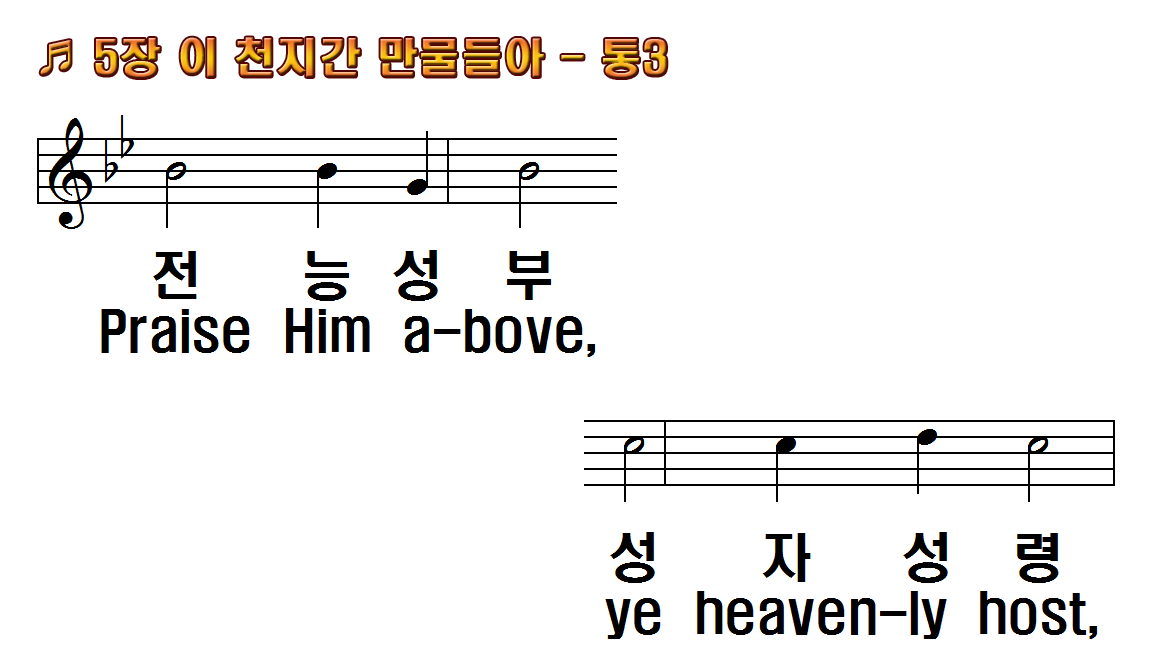 ♬ 5장 이 천지간 만물들아 - 통3
전 능 성 부
Praise Him a-bove,
성 자 성 령
ye heaven-ly host,